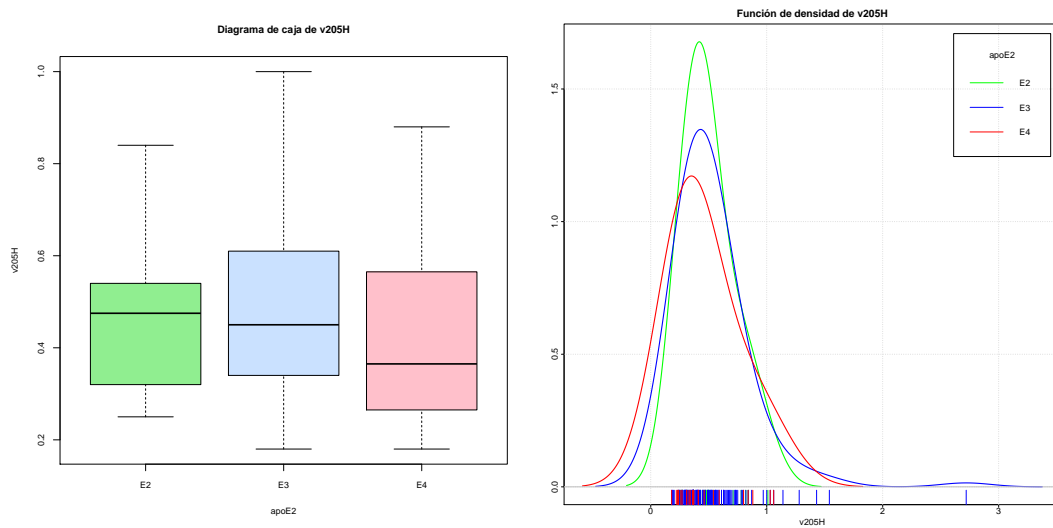 Diagrama de caja de v205H
v205H
1.0
0.8
0.6
0.4
0.2
E2
E3
E4
apoE2
Función de densidad de v205H
1.5
1.0
0.5
0.0
0
1
2
3
v205H
apoE2
E2
E3
E4